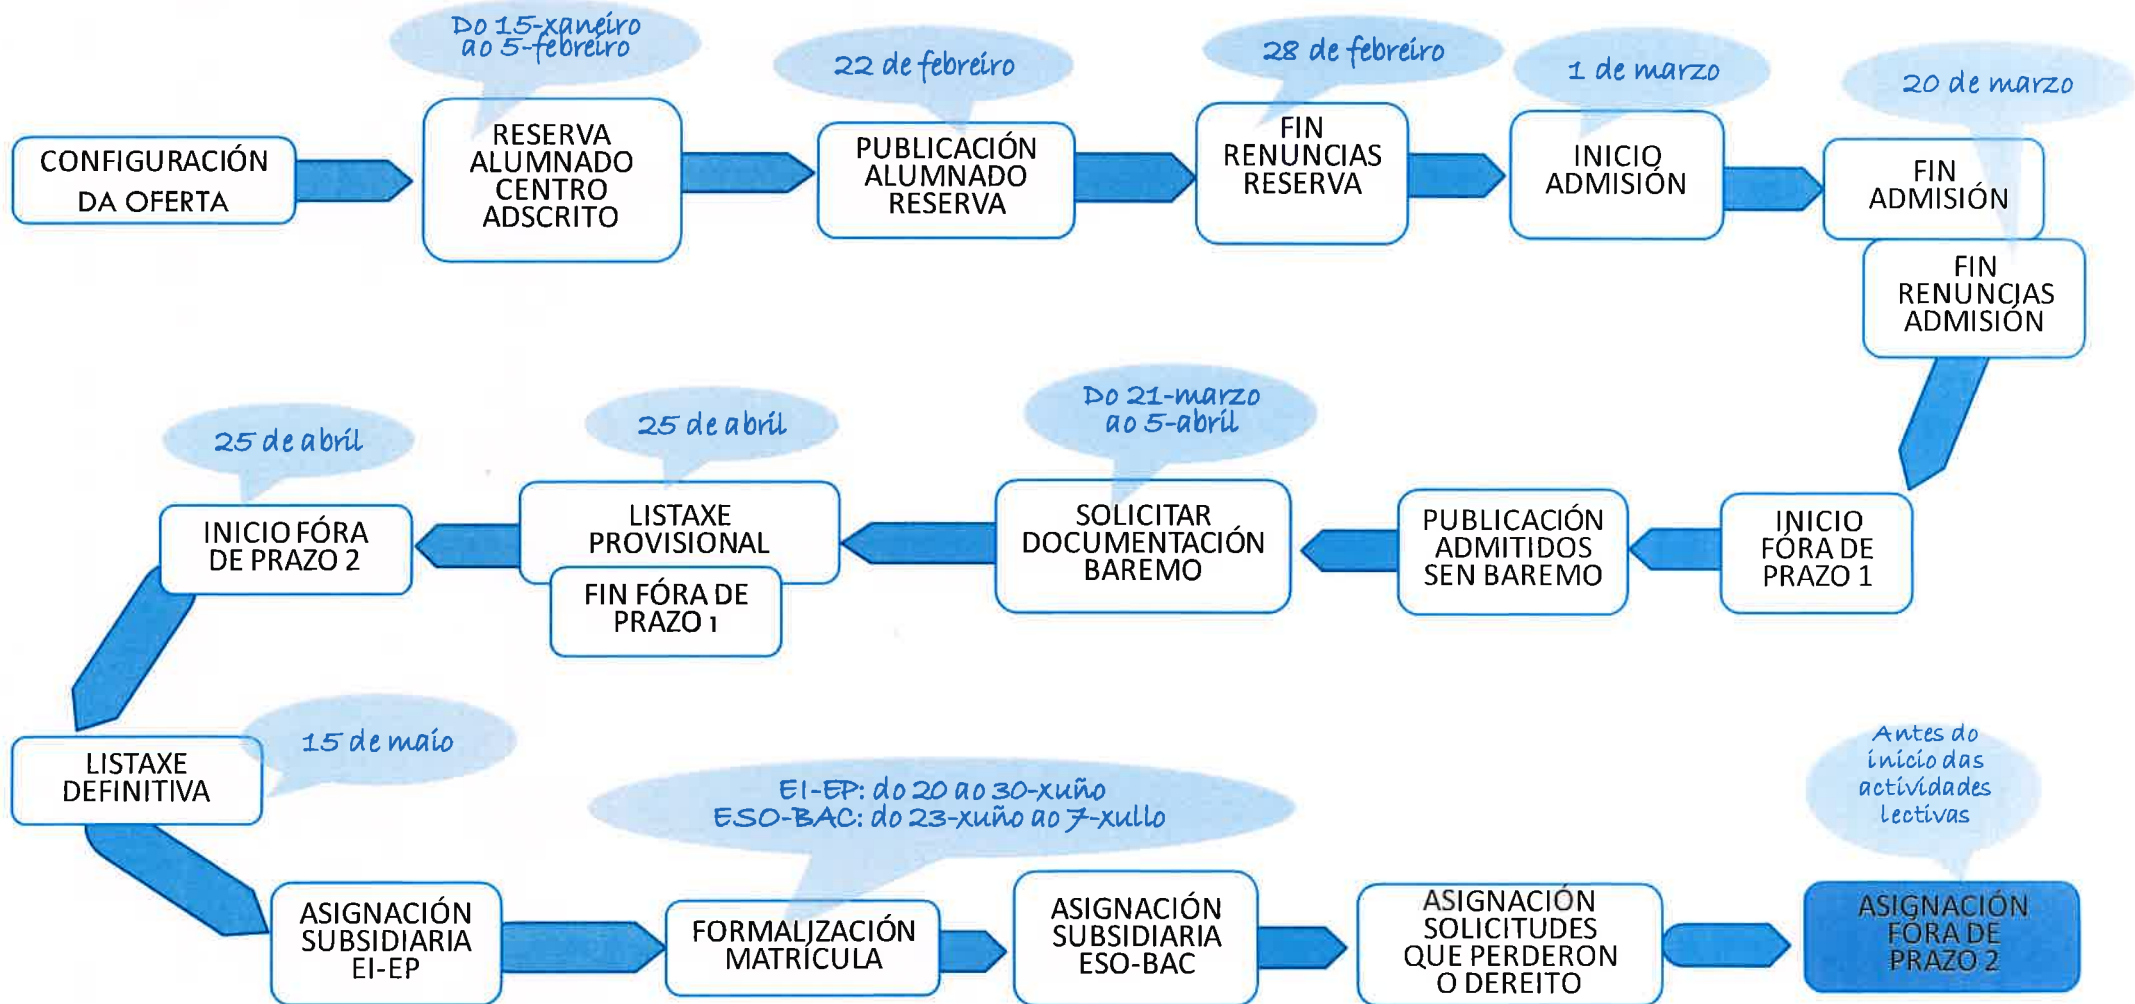 Do 15-xaneiro
ao 5-febreiro
22 de febreiro
28 de febreiro
1 de marzo
20 de marzo
CONFIGURACIÓN
DA OFERTA
RESERVA
ALUMNADO
CENTRO
ADSCRITO
PUBLICACIÓN
ALUMNADO
RESERVA
FIN
RENUNCIAS
RESERVA
INICIO
ADMISIÓN
FIN
ADMISIÓN
FIN
RENUNCIAS
ADMISIÓN
Do 21-marzo
ao 5-abril
25 de abril
25 de abril
INICIO
FÓRA DE
PRAZO 1
PUBLICACIÓN
ADMITIDOS
SEN BAREMO
SOLICITAR
DOCUMENTACIÓN
BAREMO
LISTAXE
PROVISIONAL
FIN FÓRA DE
PRAZO 1
INICIO FÓRA
DE PRAZO 2
LISTAXE
DEFINITIVA
15 de maio
EI-EP: do 20 ao 30-xuño
ESO-BAC: do 23-xuño ao 7-xullo
Antes do
inicio das
actividades
lectivas
ASIGNACIÓN
SUBSIDIARIA
EI-EP
FORMALIZACIÓN
MATRÍCULA
ASIGNACIÓN
SUBSIDIARIA
ESO-BAC
ASIGNACIÓN
SOLICITUDES
QUE PERDERON
O DEREITO
ASIGNACIÓN
FÓRA DE
PRAZO 2